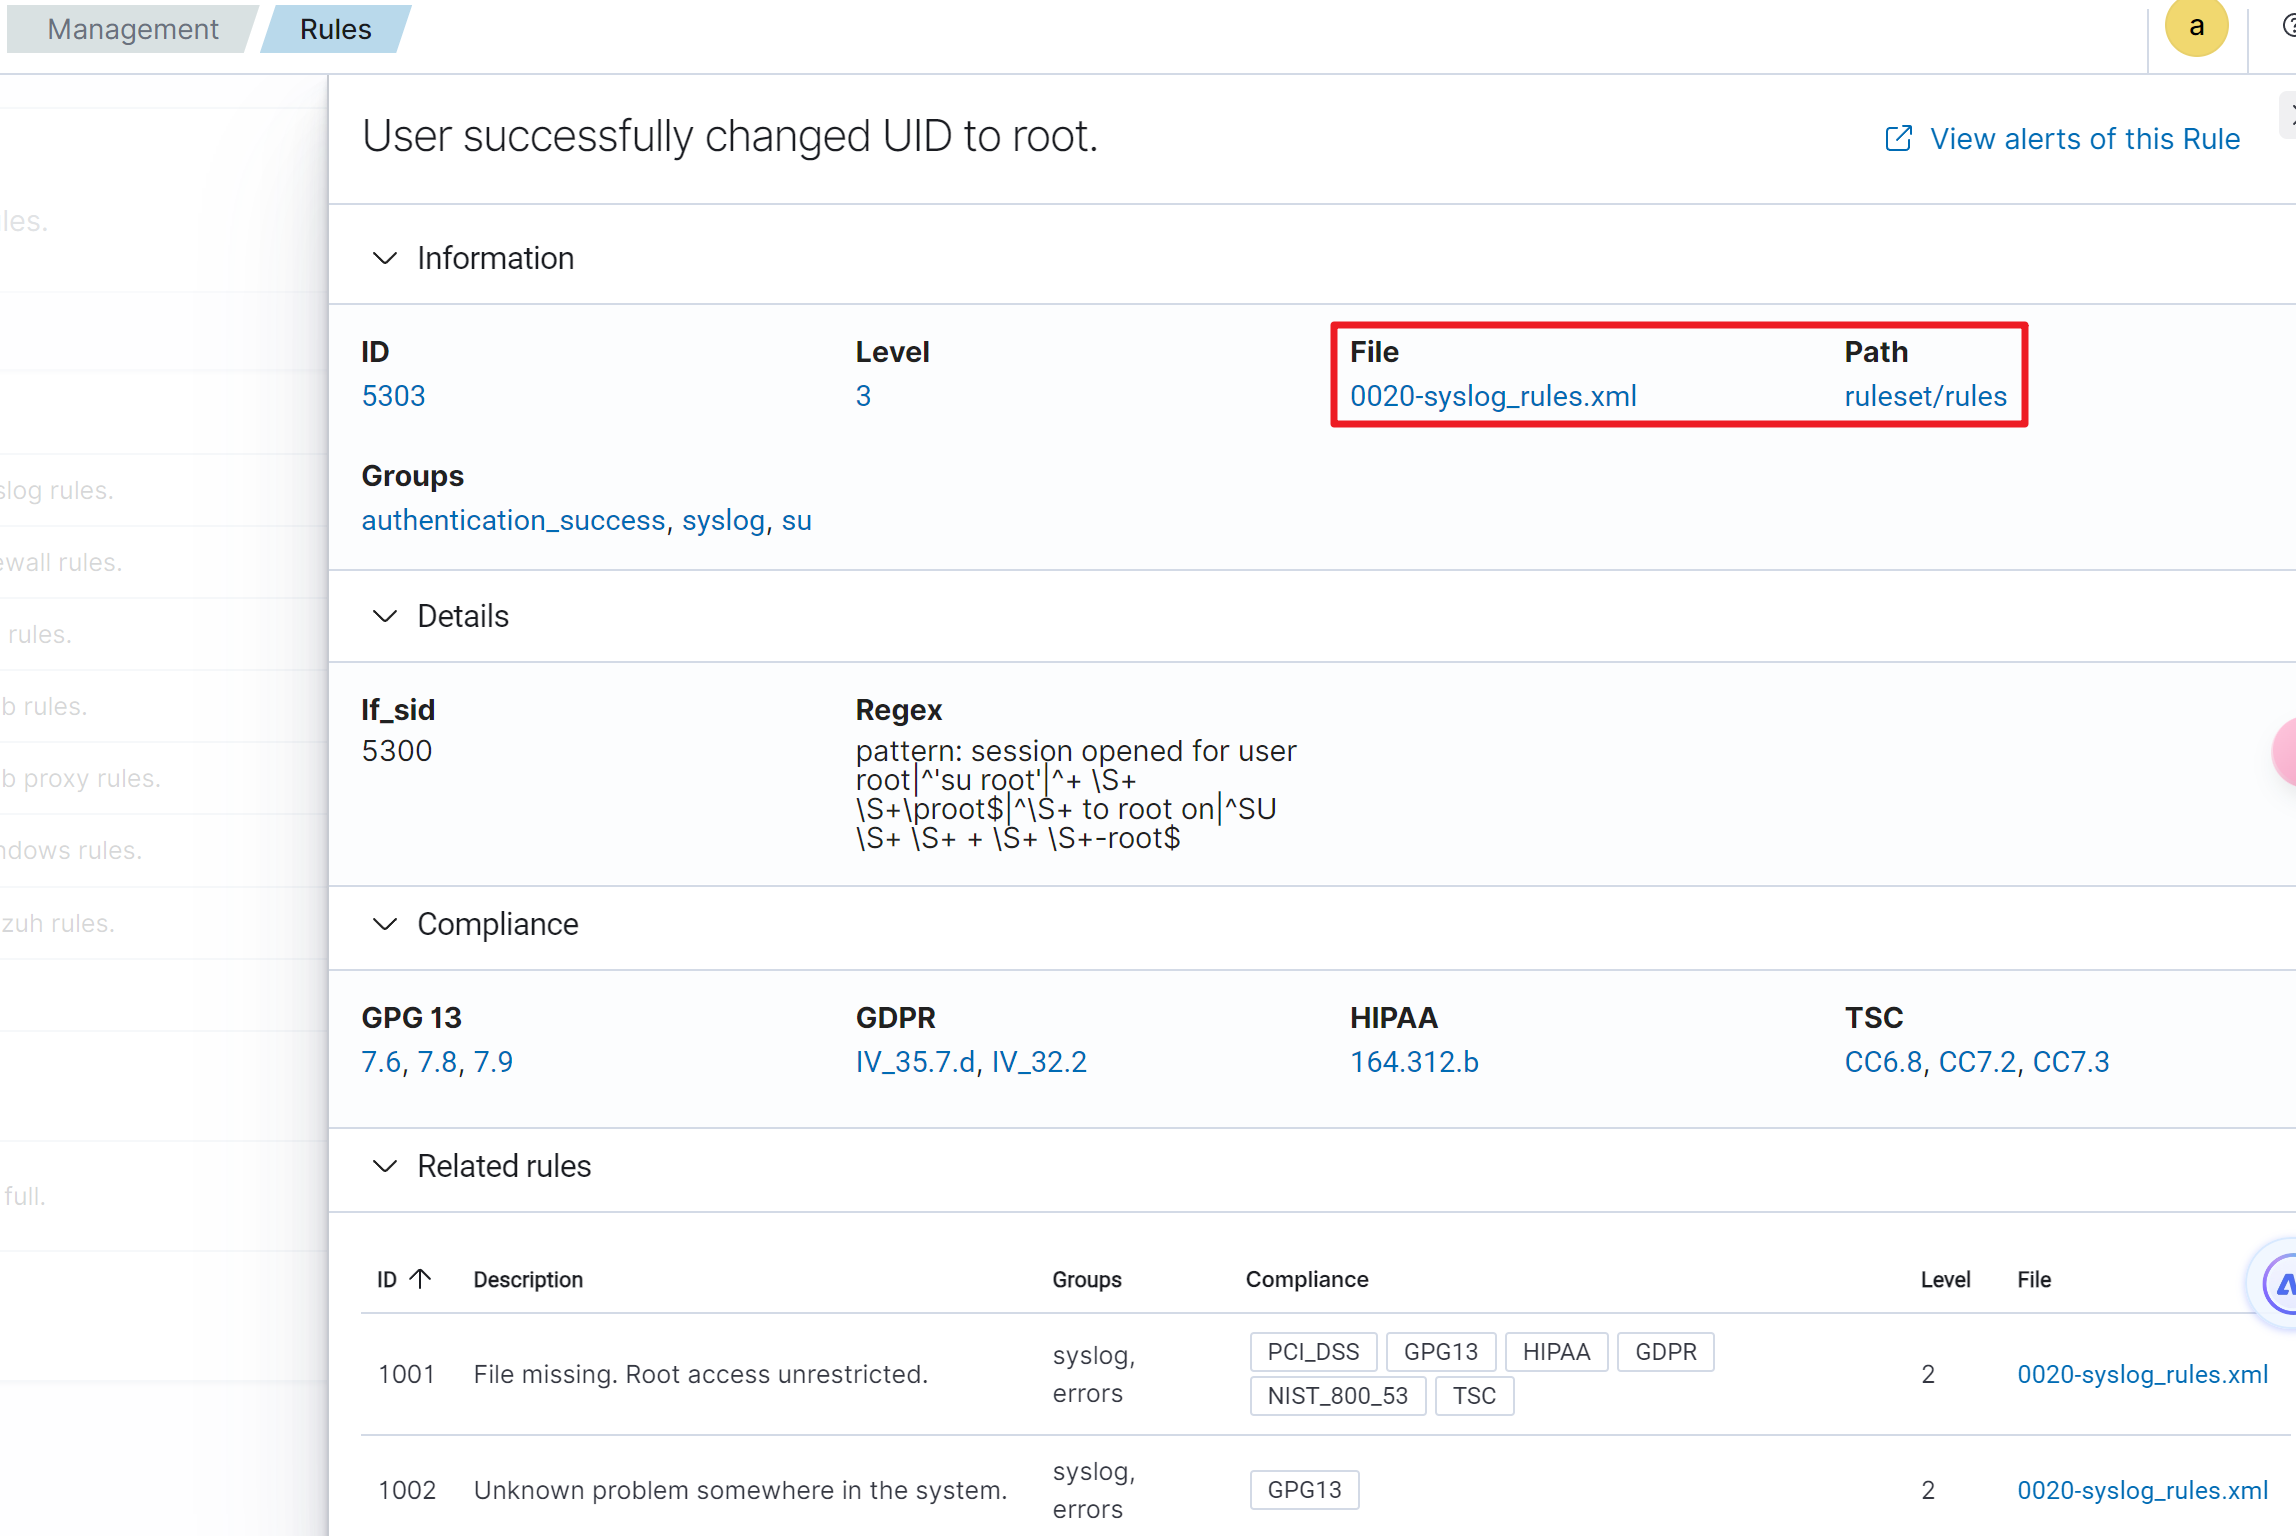 Management
Rules
a
User successfully changed UID to root.
View alerts of this Rule
Information
ID
Level
File
Path
5303
3
0020-syslog_rules.xml
ruleset/rules
Groups
authentication_success, syslog, su
Details
If_sid
Regex
5300
pattern: session opened for user
root|^'su root'|^+ \S+
\S+\proot$|^\S+ to root on|^SU
\S+ \S+ + \S+ \S+-root$
Compliance
GPG 13
GDPR
HIPAA
TSC
7.6, 7.8, 7.9
IV_35.7.d, IV_32.2
164.312.b
CC6.8, CC7.2, CC7.3
Related rules
ID
Description
Groups
Compliance
Level
File
1001
File missing. Root access unrestricted.
syslog,
errors
PCI_DSS GPG13 HIPAA GDPR
NIST_800_53 TSC
2
0020-syslog_rules.xml
1002
Unknown problem somewhere in the system.
syslog,
errors
GPG13
2
0020-syslog_rules.xml
rules.
rules.
b rules.
b proxy rules.
rules.
rules.
full.